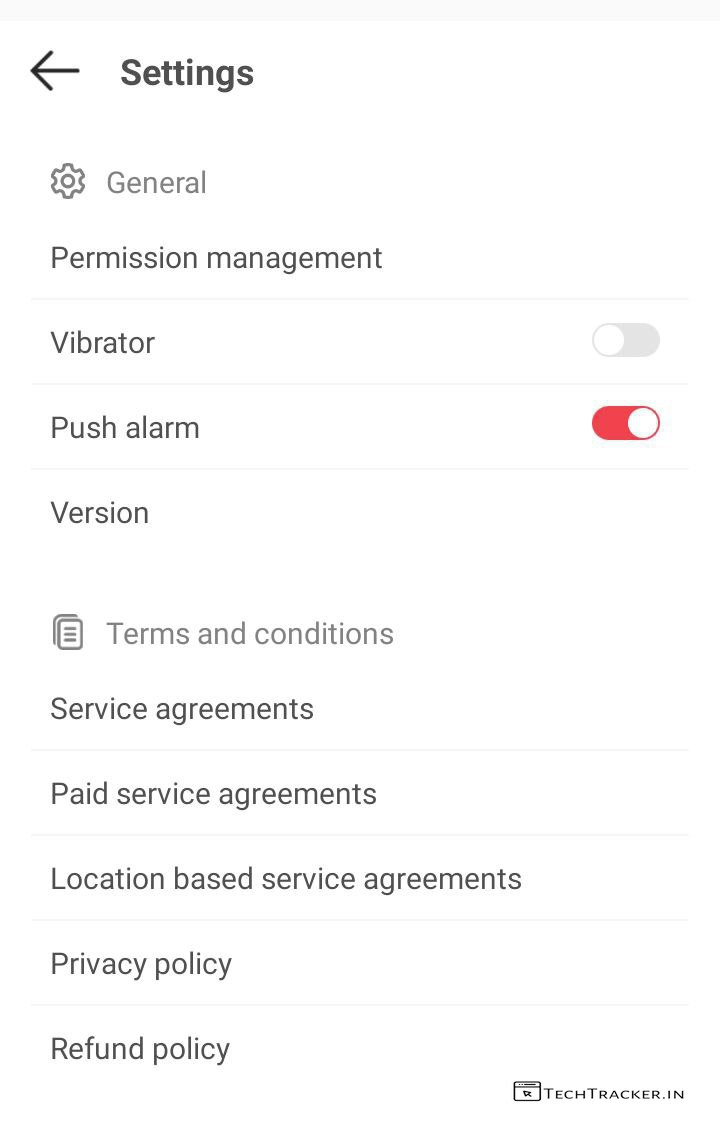 Settings
General
Permission management
Vibrator
Push alarm
Version
Terms and conditions
Service agreements
Paid service agreements
Location based service agreements
Privacy policy
Refund policy
TECHTRACKER.IN